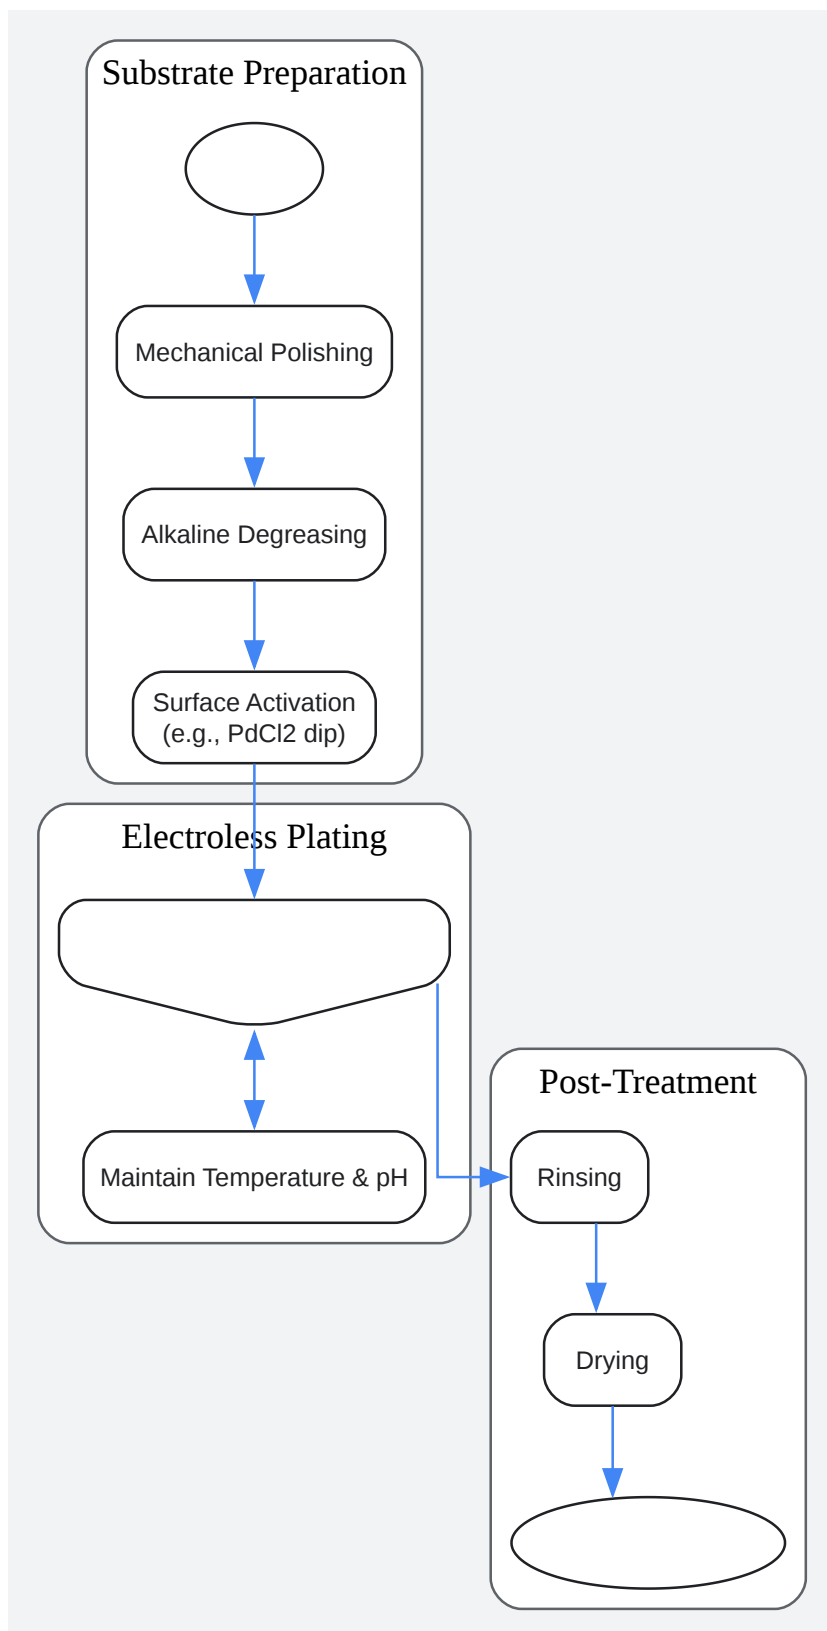 Substrate Preparation
Mechanical Polishing
Alkaline Degreasing
Surface Activation
(e.g., PdCl2 dip)
Electroless Plating
Maintain Temperature & pH
Post-Treatment
Rinsing
Drying